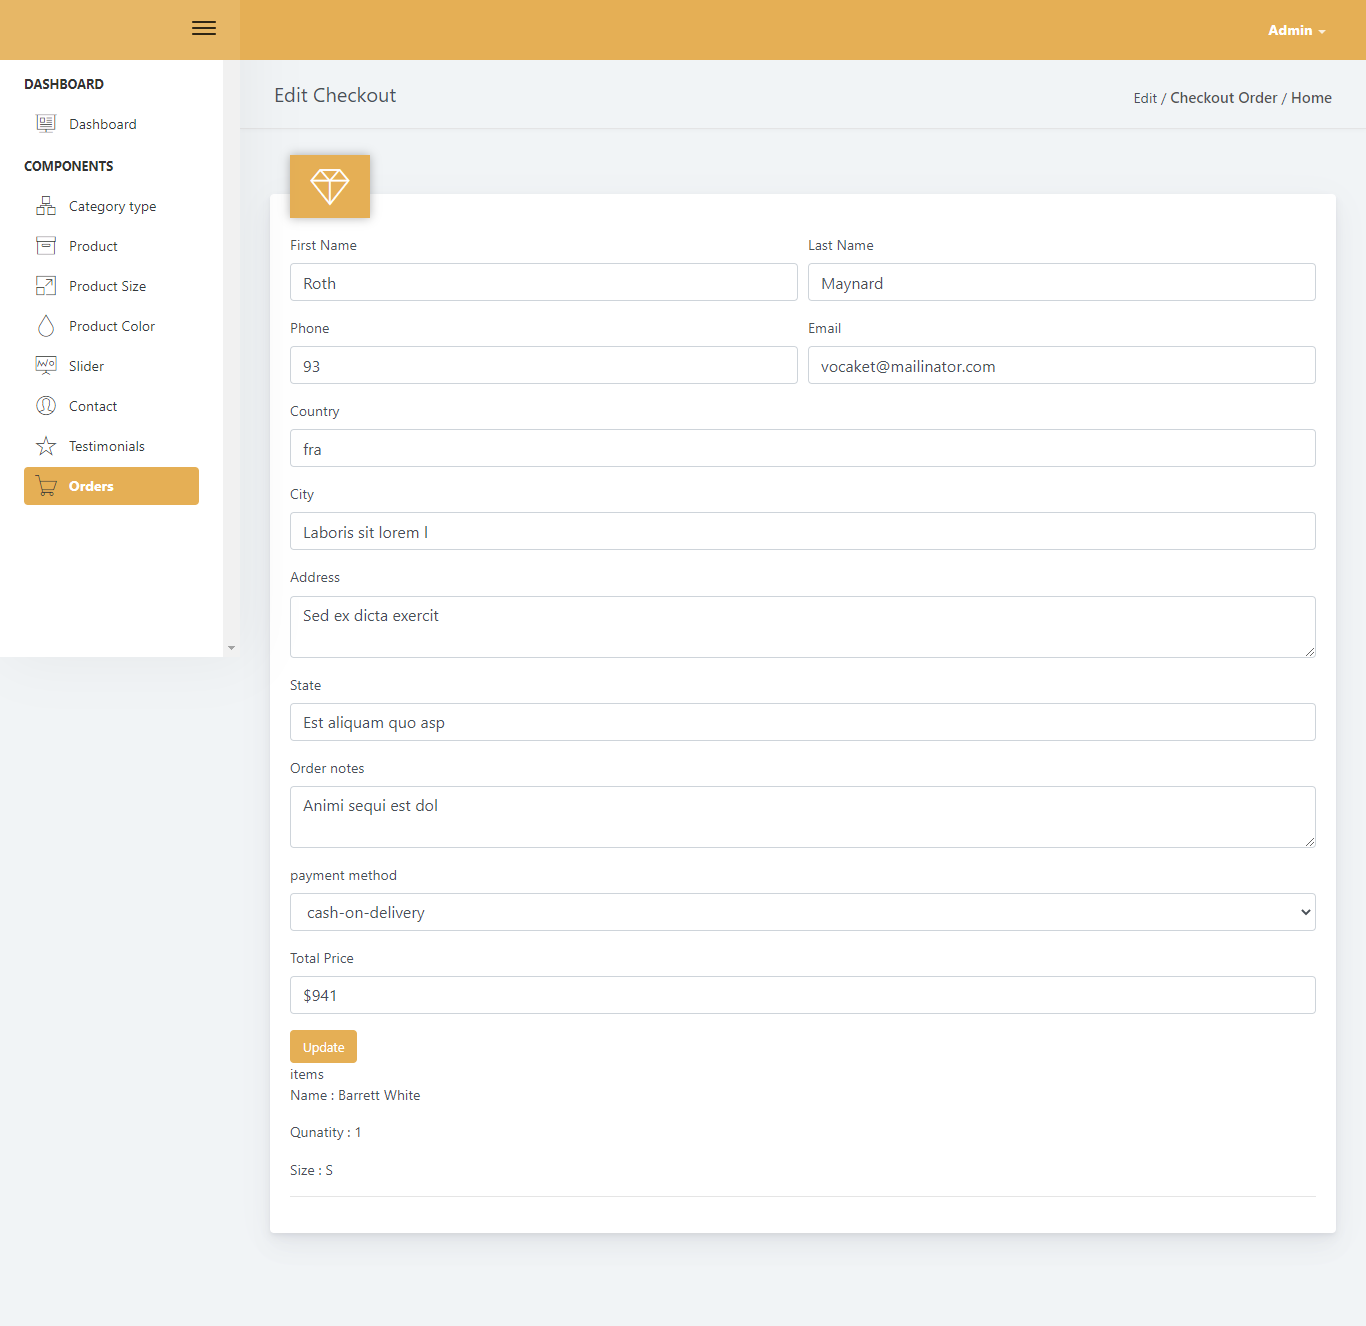 Admin
DASHBOARD
Dashboard
COMPONENTS
Category type
Product
Product Size
Product Color
Slider
Contact
Testimonials
Orders
Edit Checkout
Edit / Checkout Order / Home
First Name
Last Name
Roth
Maynard
Phone
Email
93
vocaket@mailinator.com
Country
fra
City
Laboris sit lorem l
Address
Sed ex dicta exercit
State
Est aliquam quo asp
Order notes
Animi sequi est dol
payment method
cash-on-delivery
Total Price
$941
Update
items
Name : Barrett White
Qunatity : 1
Size : S